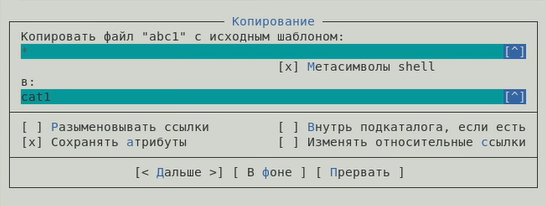 Копирование
Копировать файл "abc1" с исходным шаблоном:
* [^]
[x] Метасимволы shell
в:
cat1 [^]
[ ] Разыменовывать ссылки [ ] Внутрь подкаталога, если есть
[x] Сохранять атрибуты [ ] Изменять относительные ссылки
[< Дальше >] [ В фоне ] [ Прервать ]